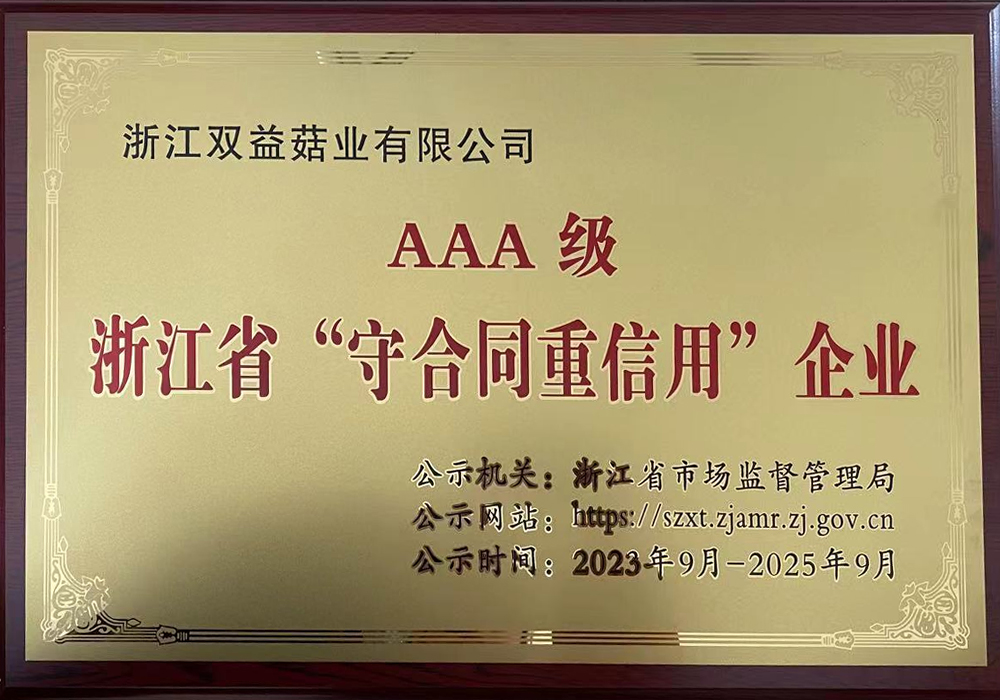 浙江双益菇业有限公司
AAA 级
浙江省“守合同重信用”企业
公示机关：浙江省市场监督管理局
公示网站：https://szxt.zjamr.zj.gov.cn
公示时间：2023年9月-2025年9月